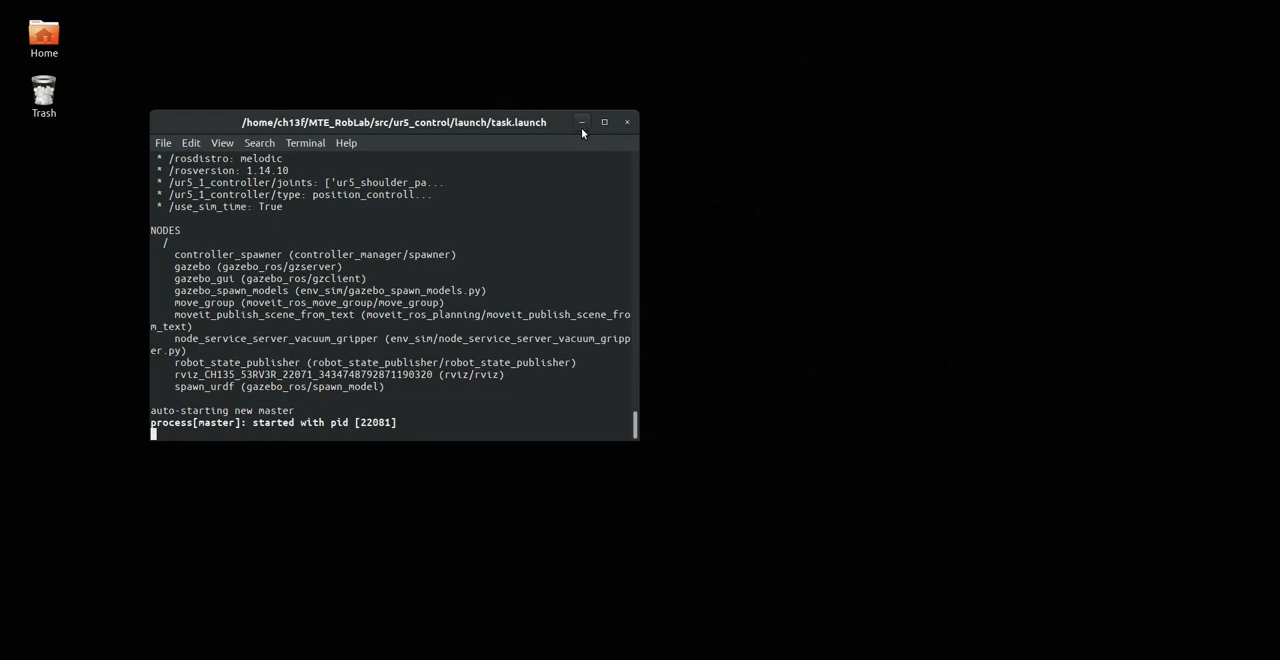 Home
Trash
/home/ch13f/MTE_RobLab/src/ur5_control/launch/task.launch
File Edit View Search Terminal Help
* /rosdistro: melodic
* /rosversion: 1.14.10
* /ur5_1_controller/joints: ['ur5_shoulder_pa...
* /ur5_1_controller/type: position_controll...
* /use_sim_time: True
NODES
/
controller_spawner (controller_manager/spawner)
gazebo (gazebo_ros/gzserver)
gazebo_gui (gazebo_ros/gzclient)
gazebo_spawn_models (env_sim/gazebo_spawn_models.py)
move_group (moveit_ros_move_group/move_group)
moveit_publish_scene_from_text (moveit_ros_planning/moveit_publish_scene_fro
m_text)
node_service_server_vacuum_gripper (env_sim/node_service_server_vacuum_gripp
er.py)
robot_state_publisher (robot_state_publisher/robot_state_publisher)
rviz_CH135_53RV3R_22071_3434748792871190320 (rviz/rviz)
spawn_urdf (gazebo_ros/spawn_model)
auto-starting new master
process[master]: started with pid [22081]